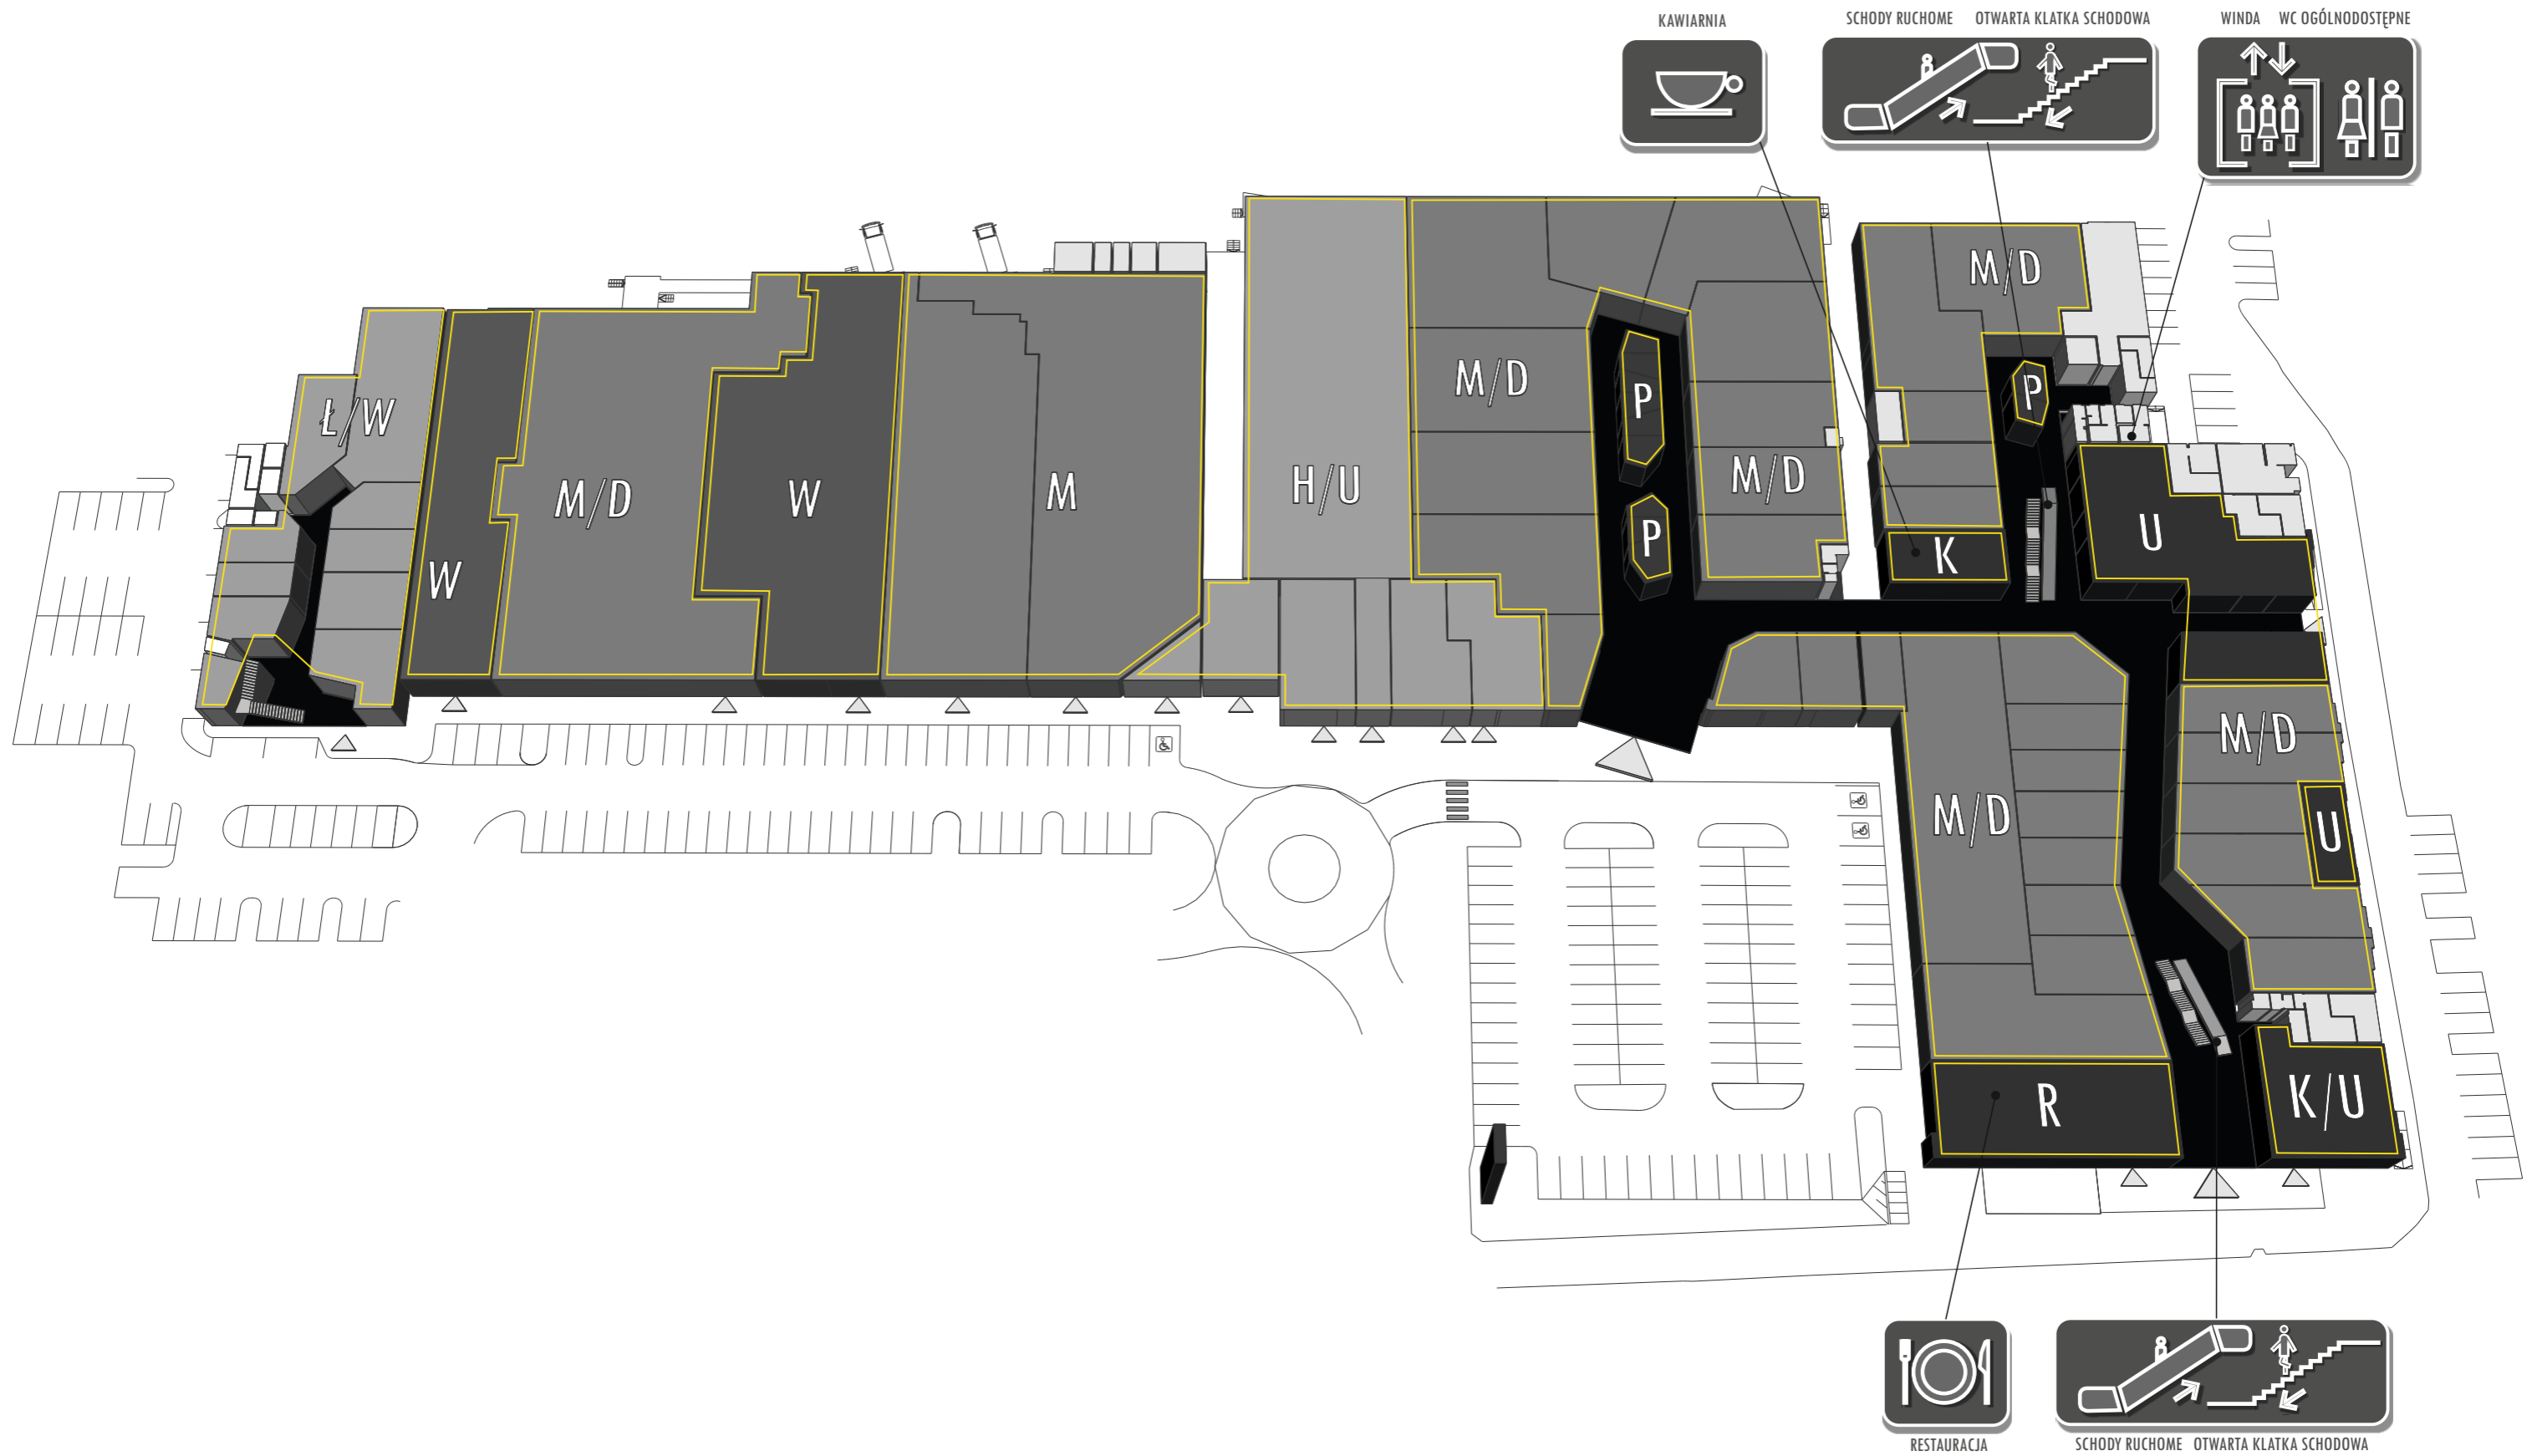 KAWIARNIA
SCHODY RUCHOME OTWARTA KLATKA SCHODOWA
WINDA WC OGÓLNODOSTĘPNE
M/D
P
M/D
P
Ł/W
M/D
H/U
W
M/D
W
M
P
U
K
W
M/D
M/D
U
R
K/U
RESTAURACJA
SCHODY RUCHOME OTWARTA KLATKA SCHODOWA